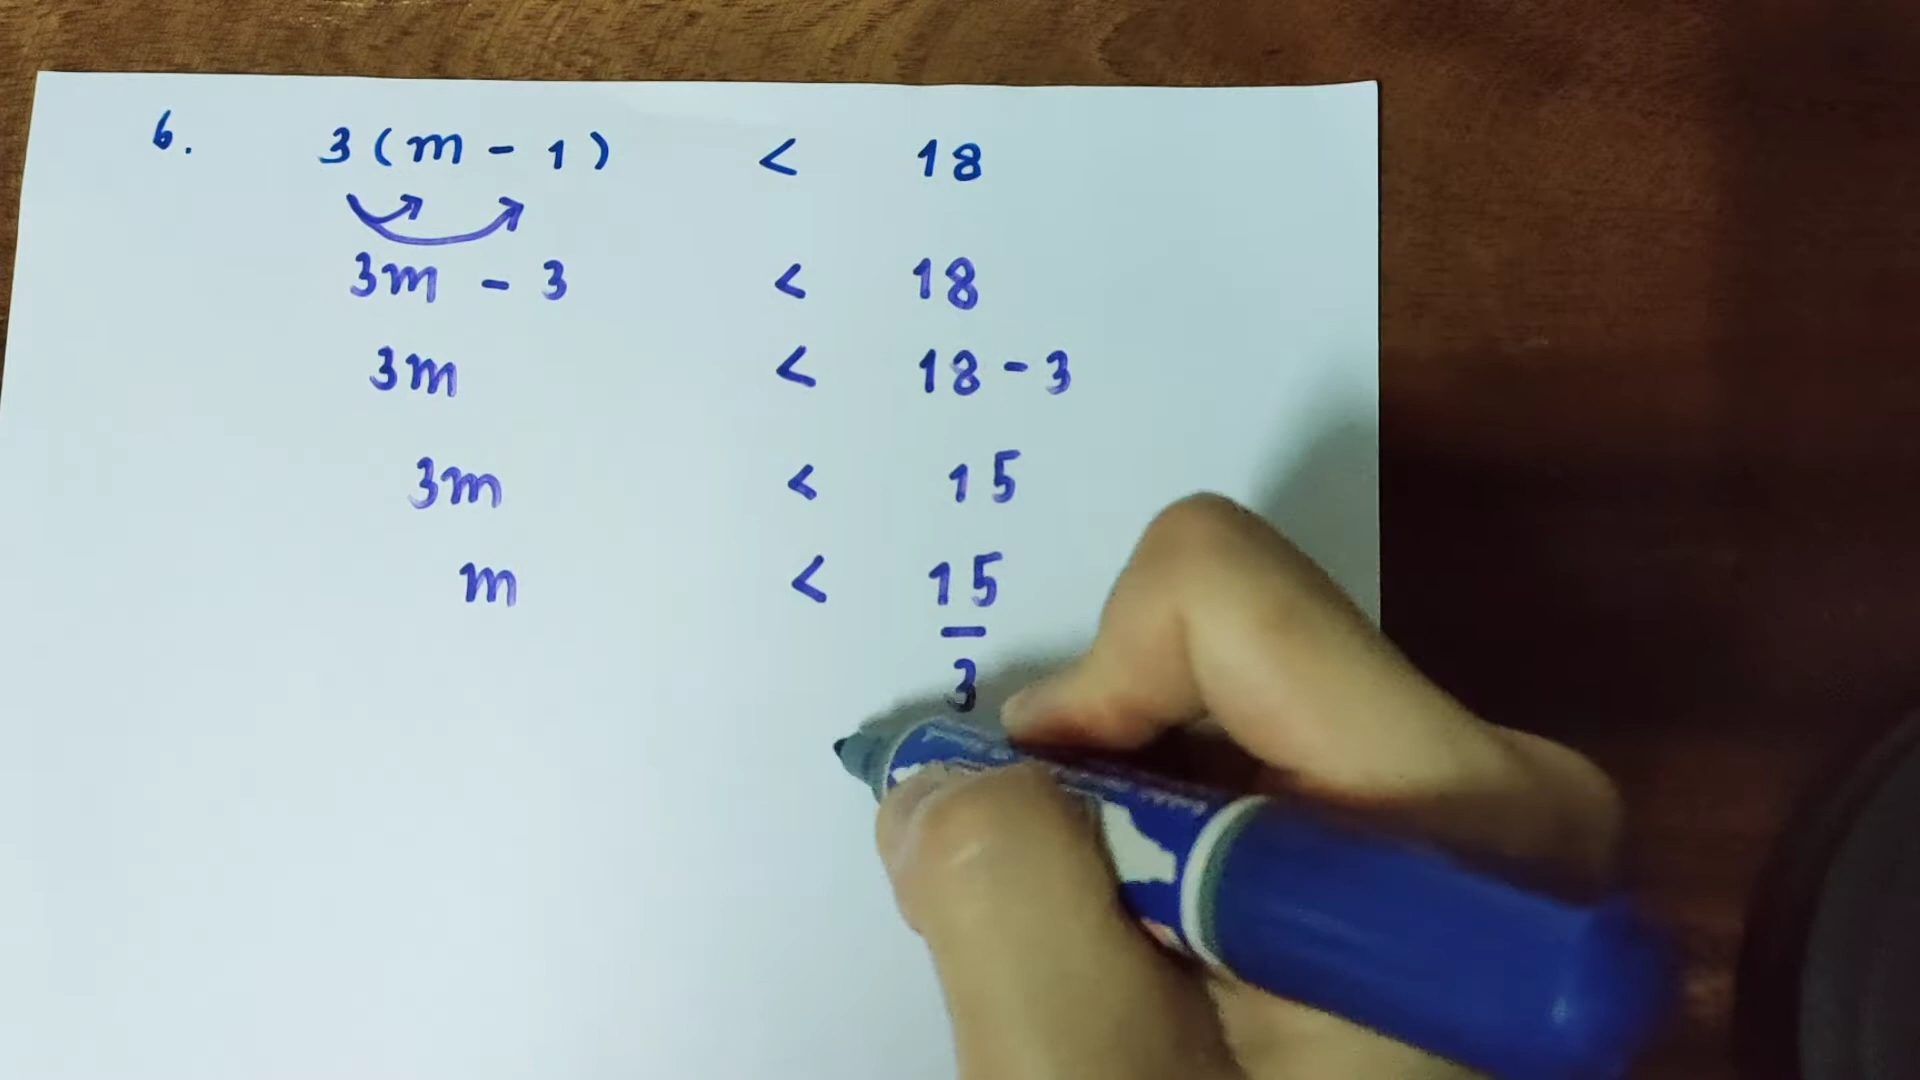 6. 3(m - 1) < 18
3m - 3 < 18
3m < 18 - 3
3m < 15
m < 15
3